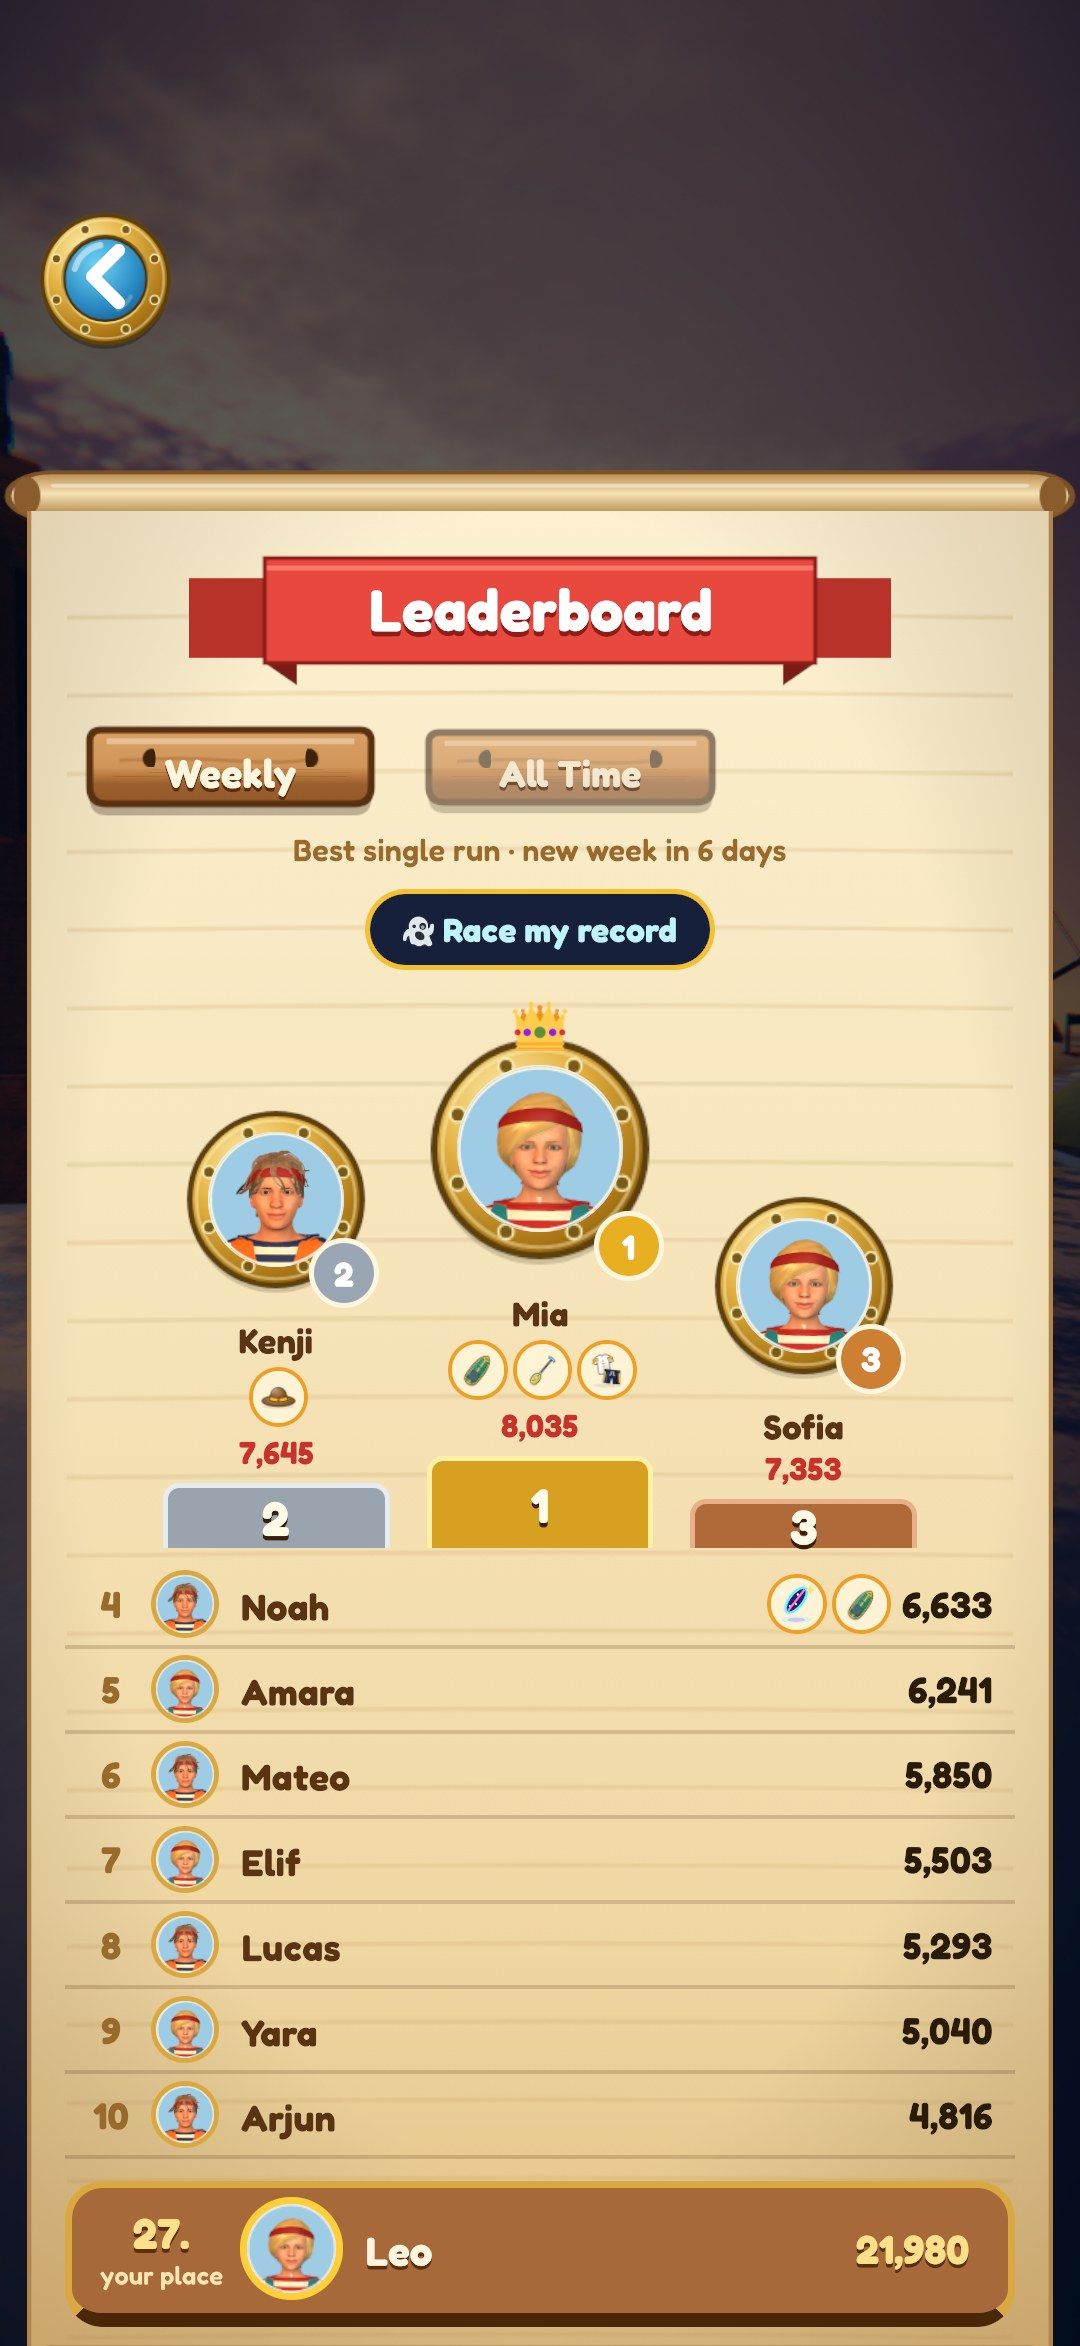 Leaderboard
Weekly
All Time
Best single run · new week in 6 days
Race my record
1
2
Mia
Kenji
3
8,035
Sofia
7,645
7,353
2
1
3
4 Noah 6,633
5 Amara 6,241
6 Mateo 5,850
7 Elif 5,503
8 Lucas 5,293
9 Yara 5,040
10 Arjun 4,816
27.
your place
Leo
21,980